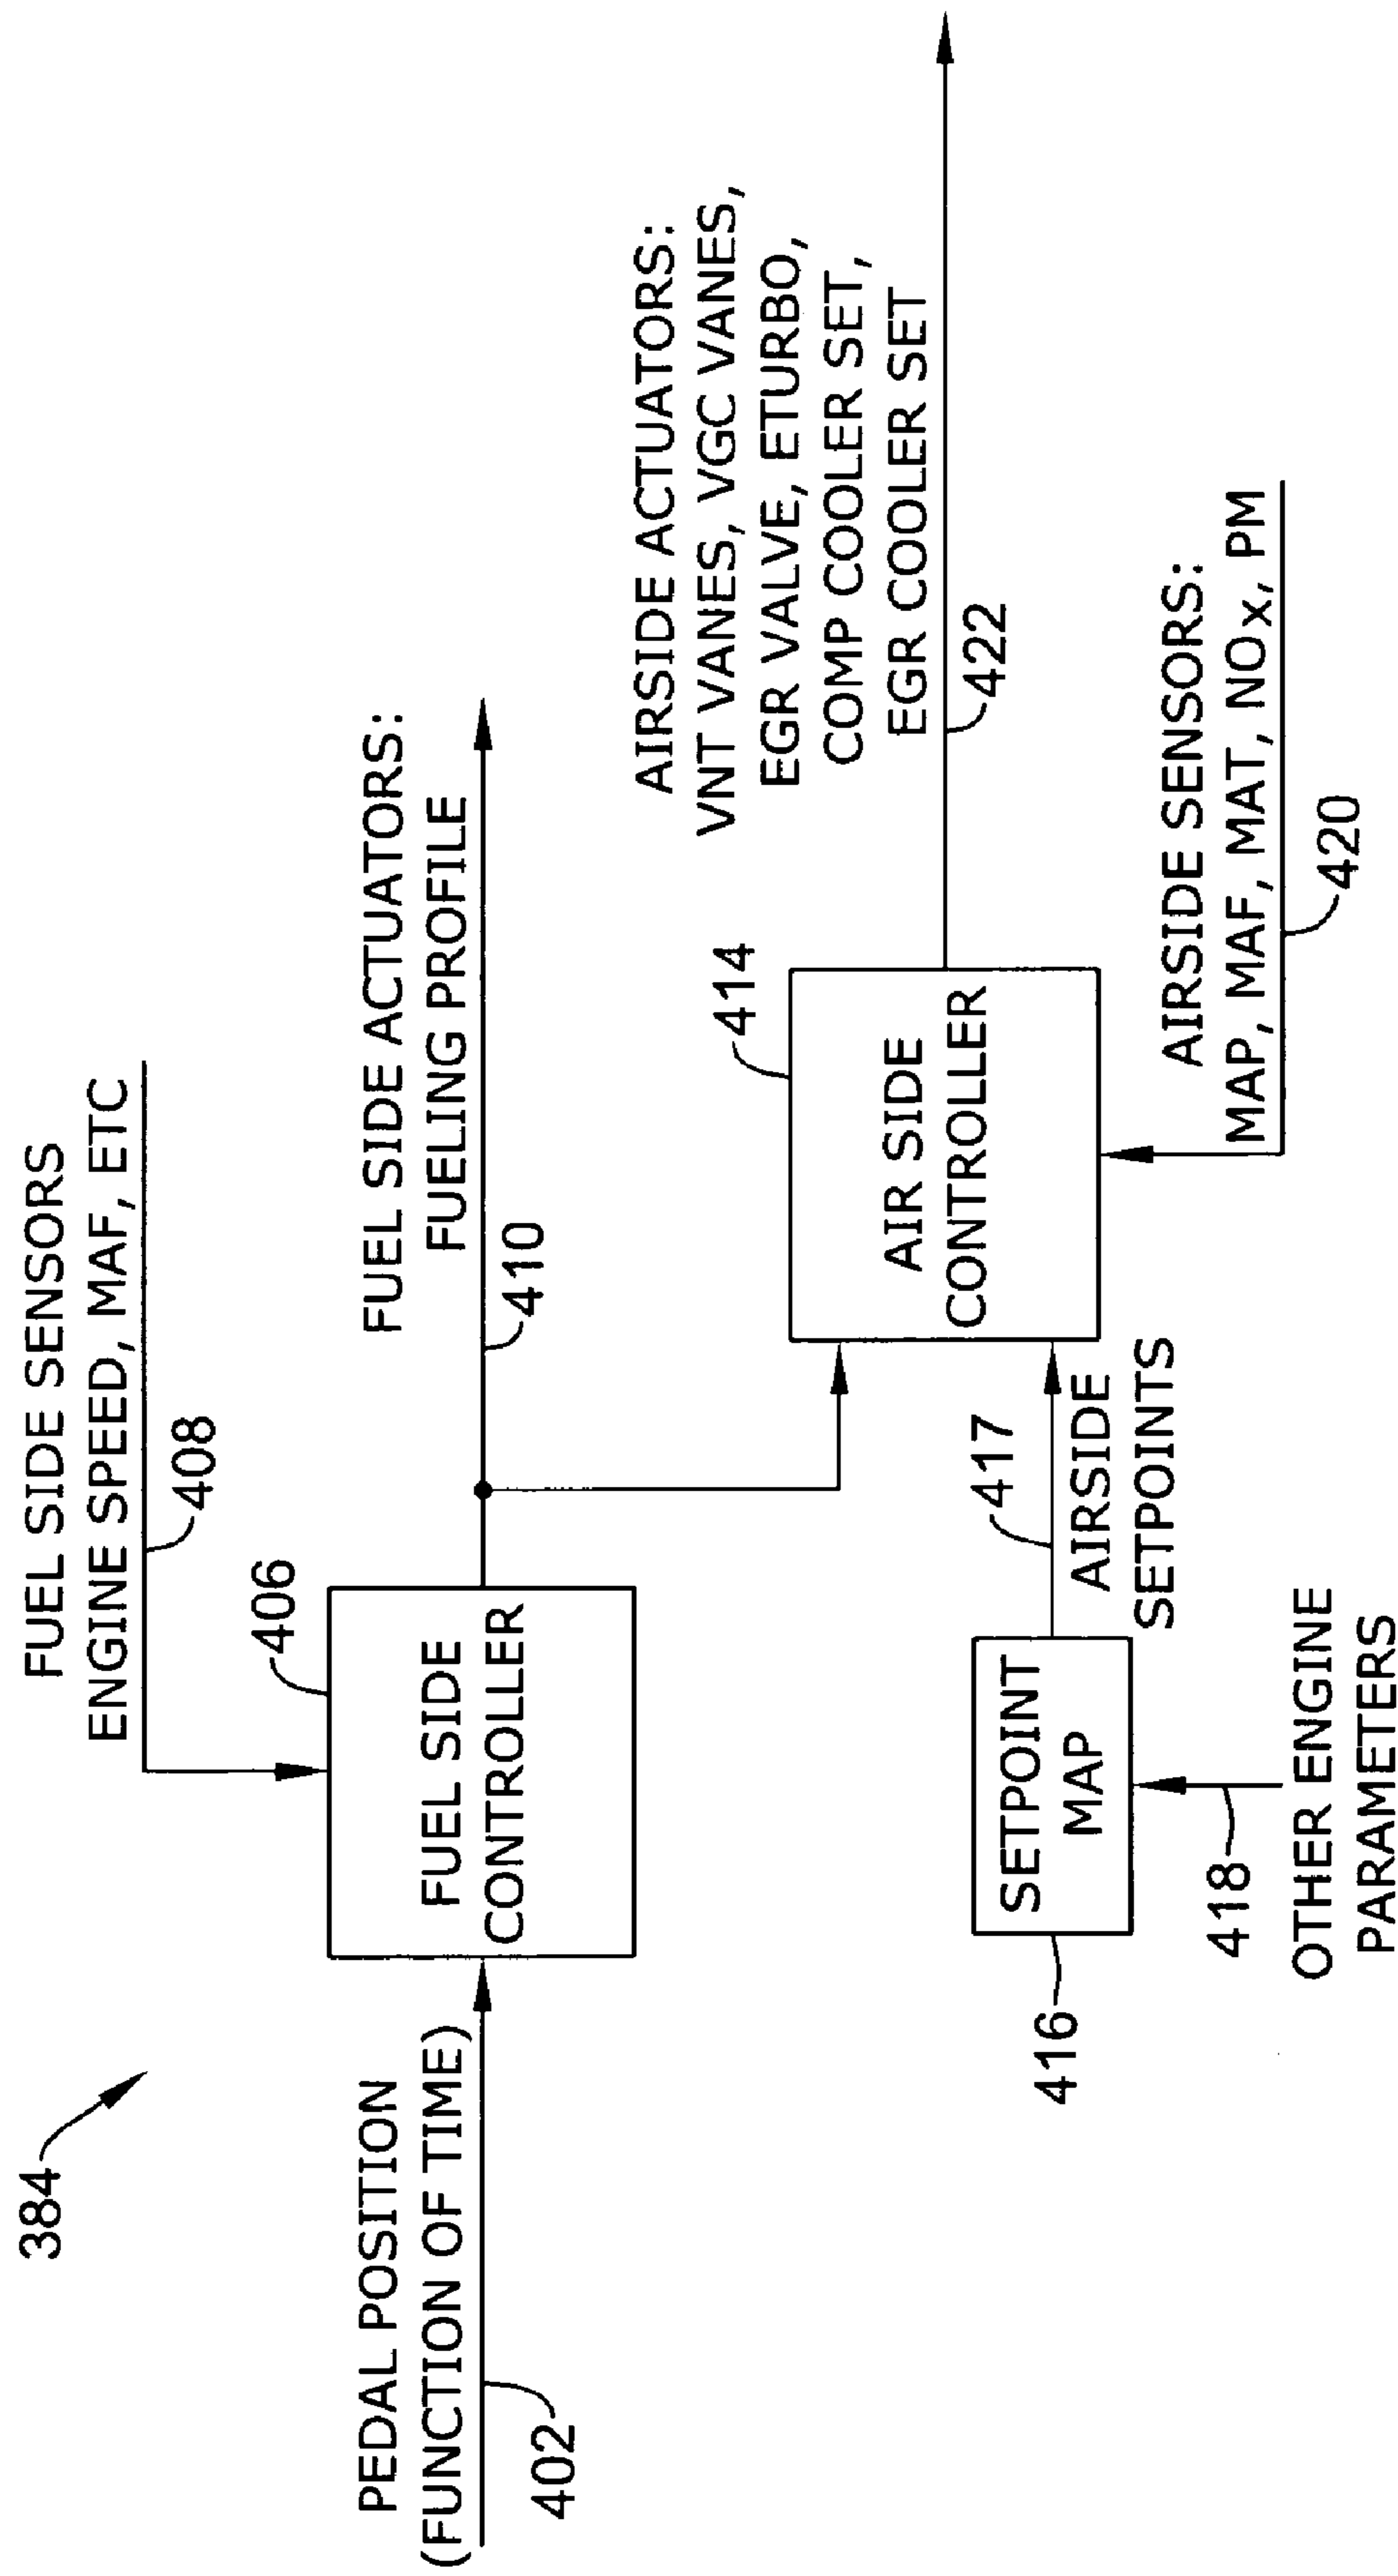 384
FUEL SIDE SENSORS
ENGINE SPEED, MAF, ETC
408
PEDAL POSITION
(FUNCTION OF TIME)
402
406
FUEL SIDE
CONTROLLER
FUEL SIDE ACTUATORS:
FUELING PROFILE
410
414
AIR SIDE
CONTROLLER
AIRSIDE ACTUATORS:
VNT VANES, VGC VANES,
EGR VALVE, ETURBO,
COMP COOLER SET,
EGR COOLER SET
422
416
SETPOINT
MAP
417
AIRSIDE
SETPOINTS
418
OTHER ENGINE
PARAMETERS
AIRSIDE SENSORS:
MAP, MAF, MAT, NOx, PM
420